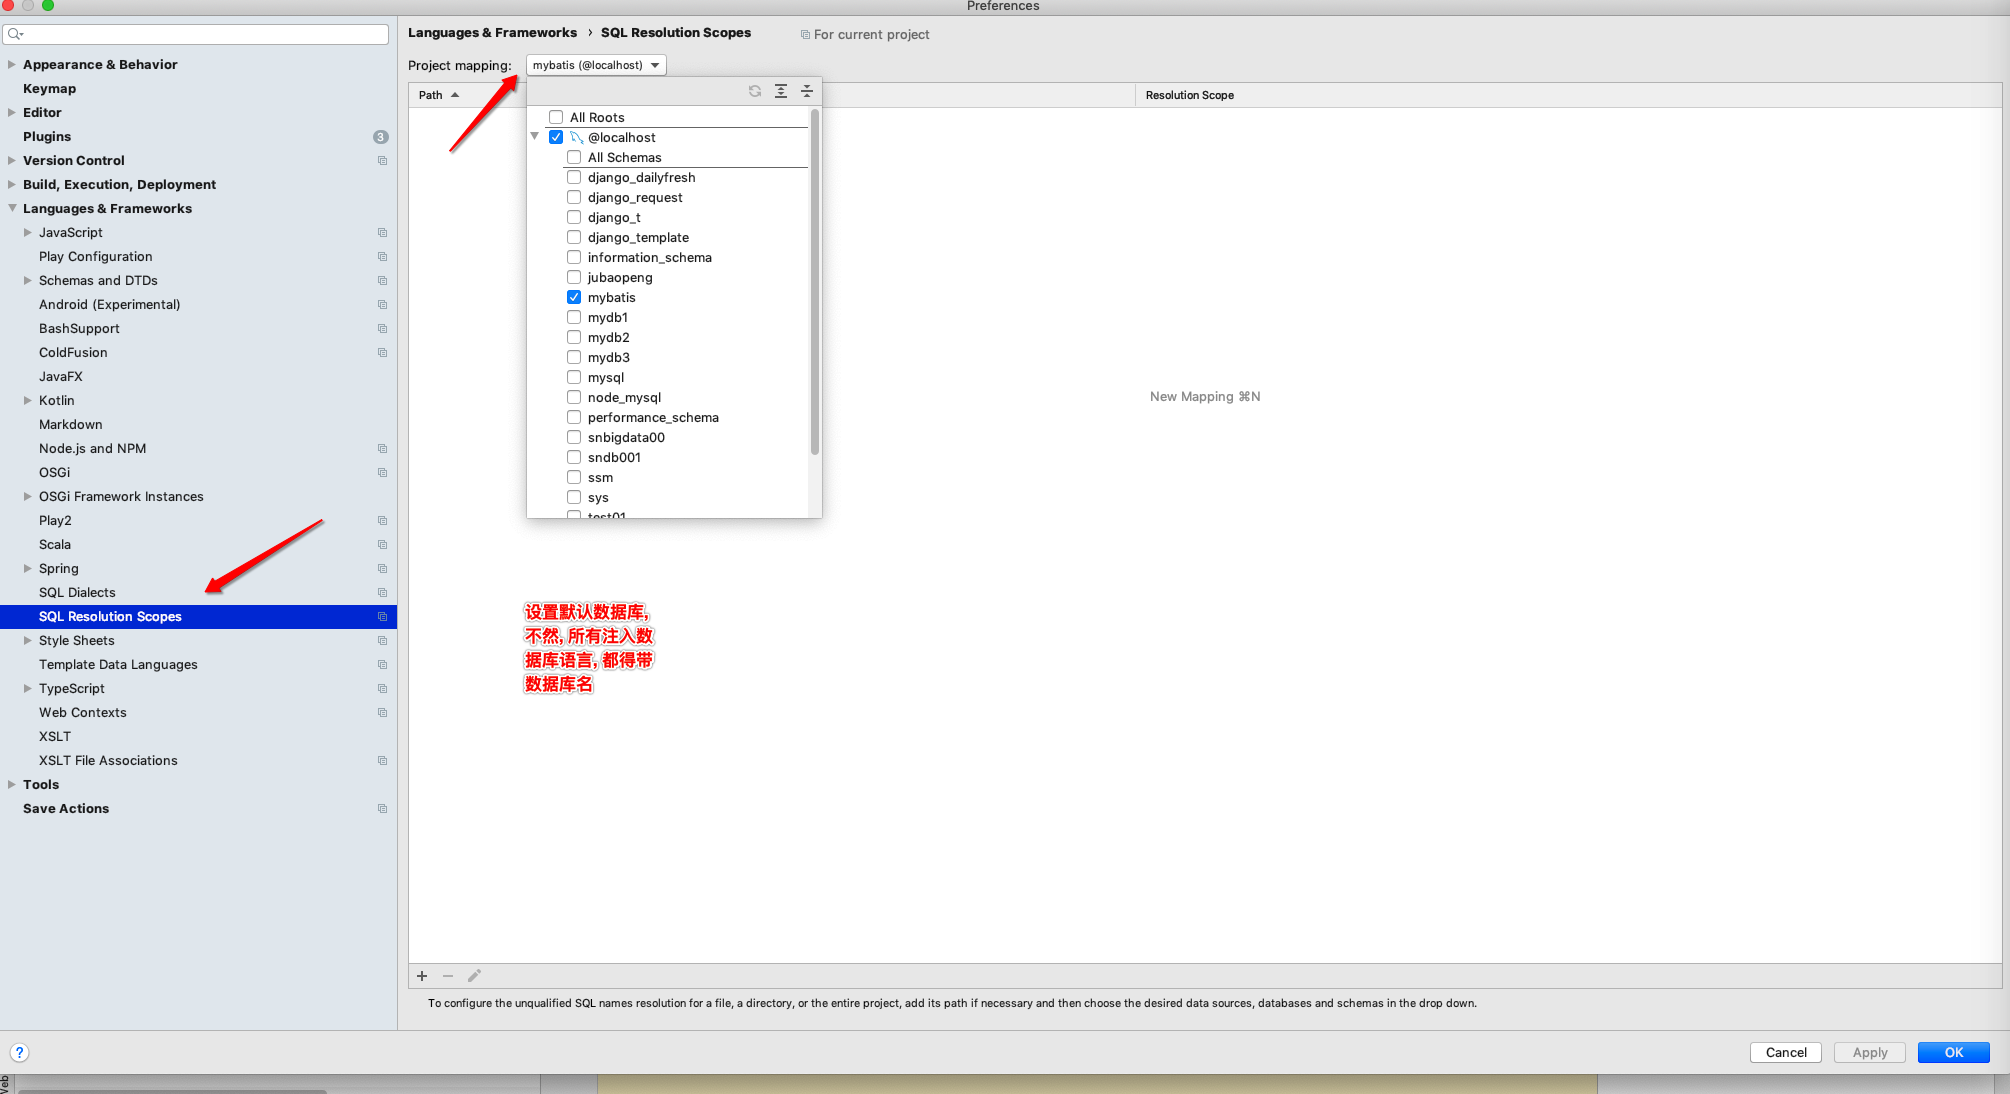 Preferences
Languages & Frameworks › SQL Resolution Scopes
For current project
Appearance & Behavior
Keymap
Editor
Plugins
3
Version Control
Build, Execution, Deployment
Languages & Frameworks
JavaScript
Play Configuration
Schemas and DTDs
Android (Experimental)
BashSupport
ColdFusion
JavaFX
Kotlin
Markdown
Node.js and NPM
OSGi
OSGi Framework Instances
Play2
Scala
Spring
SQL Dialects
SQL Resolution Scopes
Style Sheets
Template Data Languages
TypeScript
Web Contexts
XSLT
XSLT File Associations
Tools
Save Actions
Project mapping:
mybatis (@localhost)
Path
Resolution Scope
All Roots
@localhost
All Schemas
django_dailyfresh
django_request
django_t
django_template
information_schema
jubaopeng
mybatis
mydb1
mydb2
mydb3
mysql
node_mysql
performance_schema
snbigdata00
sndb001
ssm
sys
test01
New Mapping ⌘N
设置默认数据库,
不然, 所有注入数
据库语言, 都得带
数据库名
To configure the unqualified SQL names resolution for a file, a directory, or the entire project, add its path if necessary and then choose the desired data sources, databases and schemas in the drop down.
?
Cancel
Apply
OK